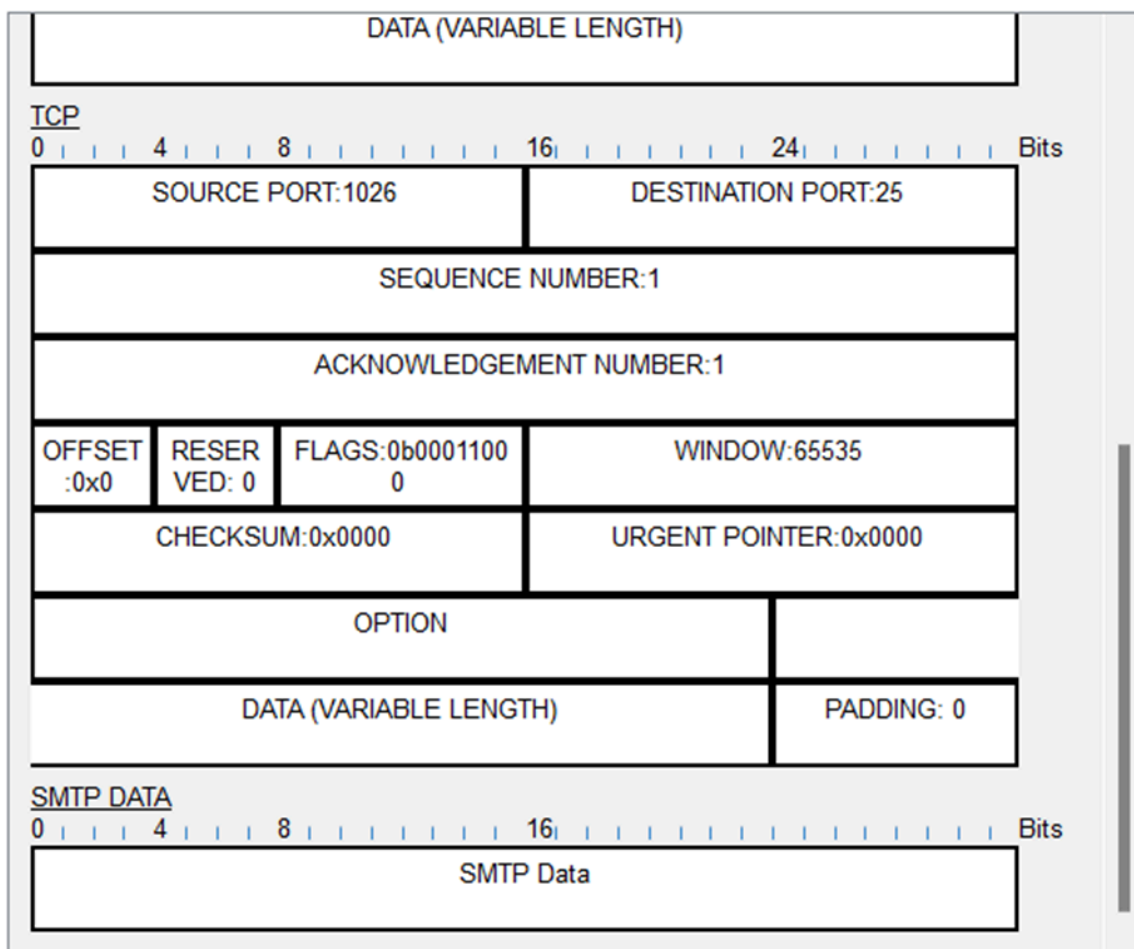 DATA (VARIABLE LENGTH)
TCP
0 4 8 16 24 Bits
SOURCE PORT:1026 DESTINATION PORT:25
SEQUENCE NUMBER:1
ACKNOWLEDGEMENT NUMBER:1
OFFSET RESER FLAGS:0b0001100 WINDOW:65535
:0x0 VED: 0 0
CHECKSUM:0x0000 URGENT POINTER:0x0000
OPTION
DATA (VARIABLE LENGTH) PADDING: 0
SMTP DATA
0 4 8 16 Bits
SMTP Data